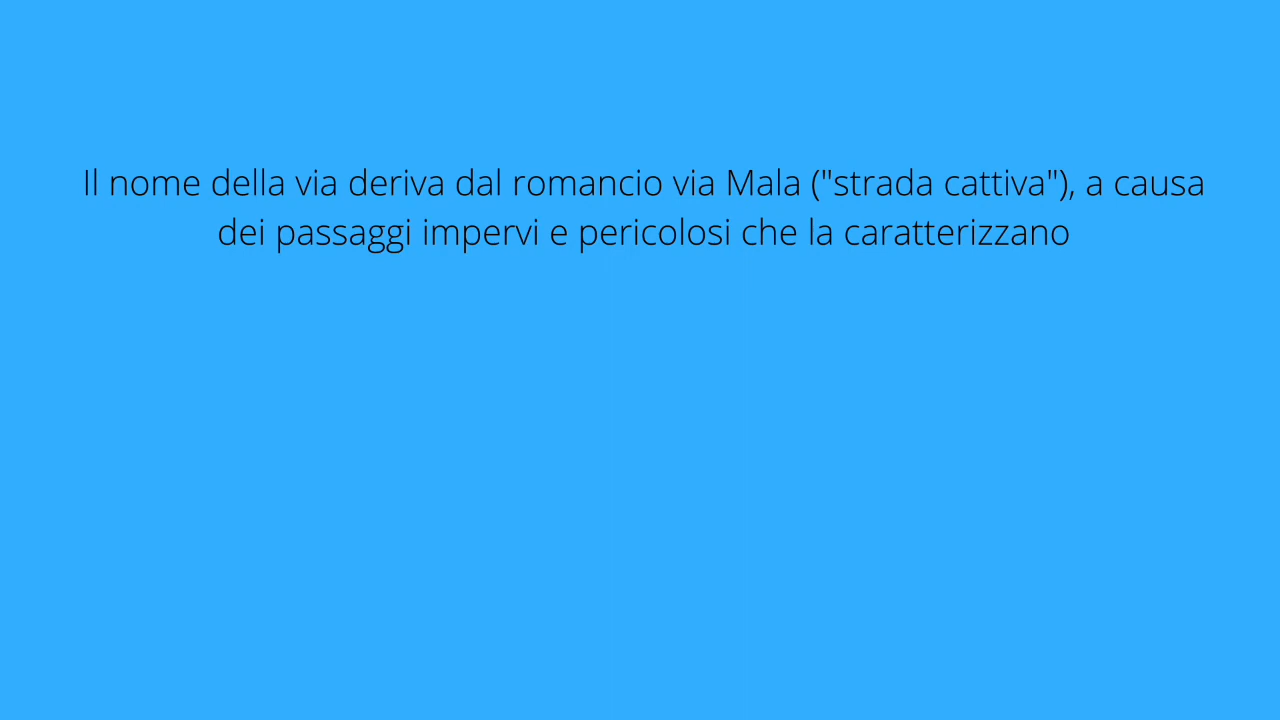 Il nome della via deriva dal romancio via Mala ("strada cattiva"), a causa
dei passaggi impervi e pericolosi che la caratterizzano